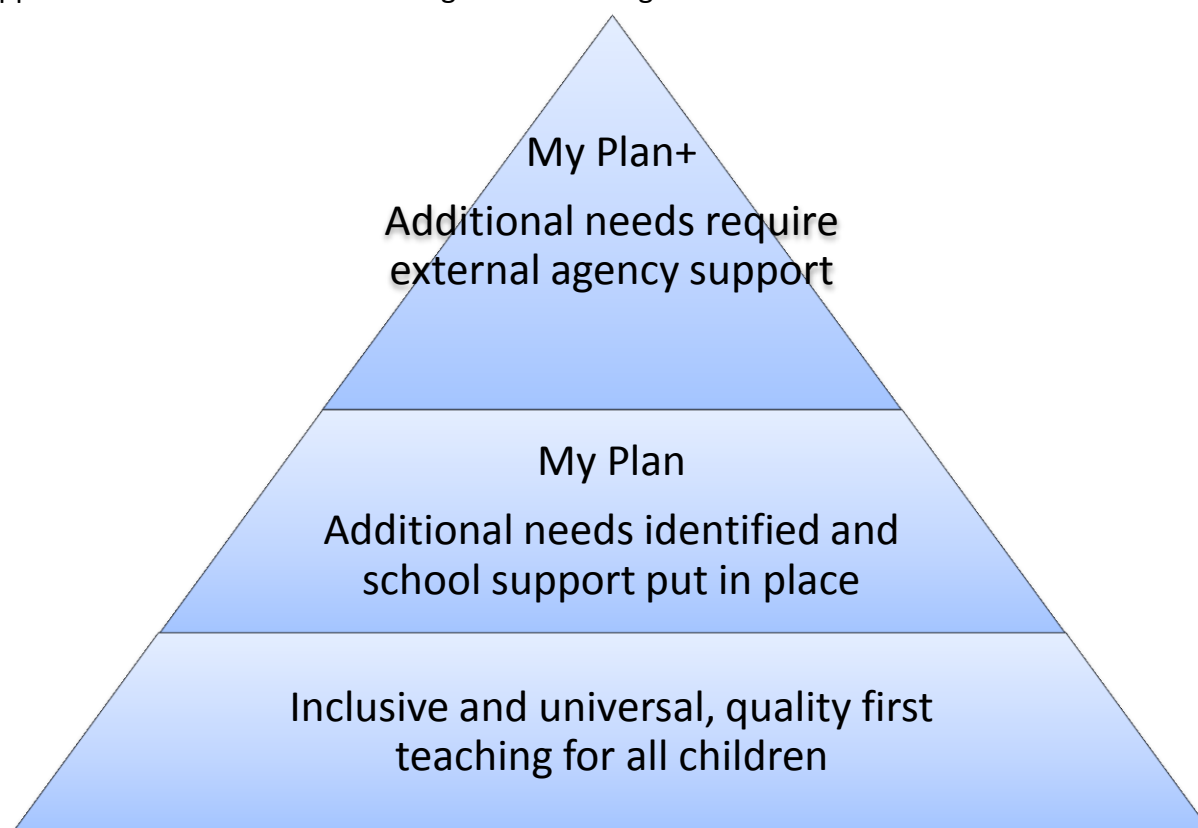 My Plan+
Additional needs require
external agency support
My Plan
Additional needs identified and
school support put in place
Inclusive and universal, quality first
teaching for all children